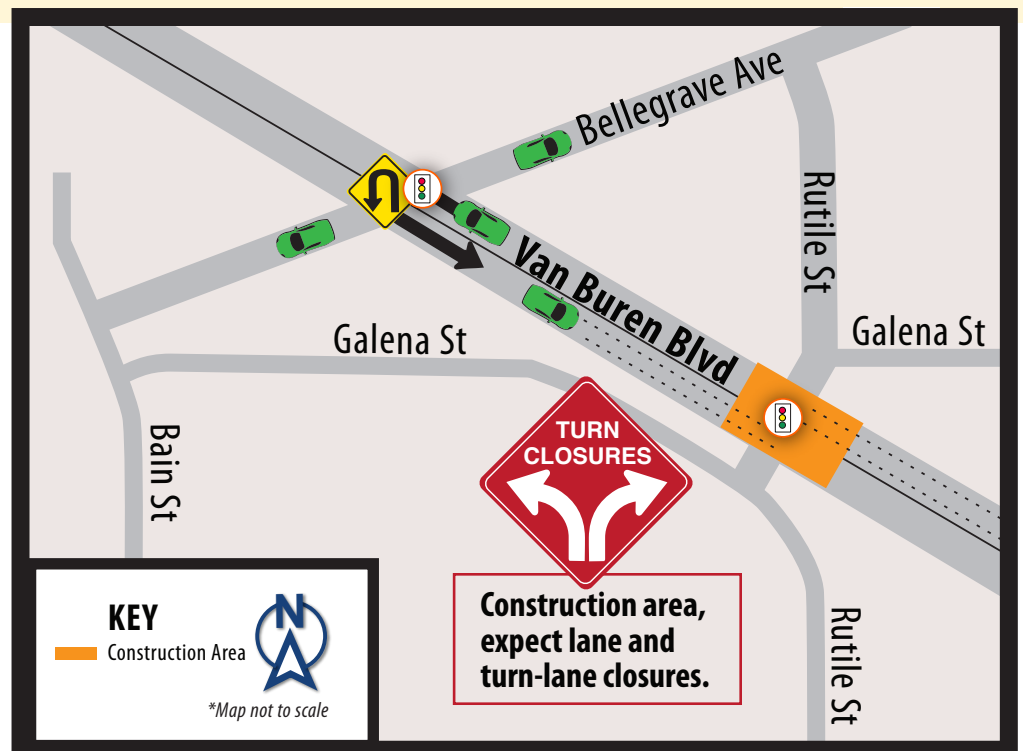 Bellegrave Ave
Rutile St
Van Buren Blvd
Galena St
Galena St
TURN
CLOSURES
Bain St
Construction area,
expect lane and
turn-lane closures.
Rutile St
KEY
Construction Area
N
*Map not to scale